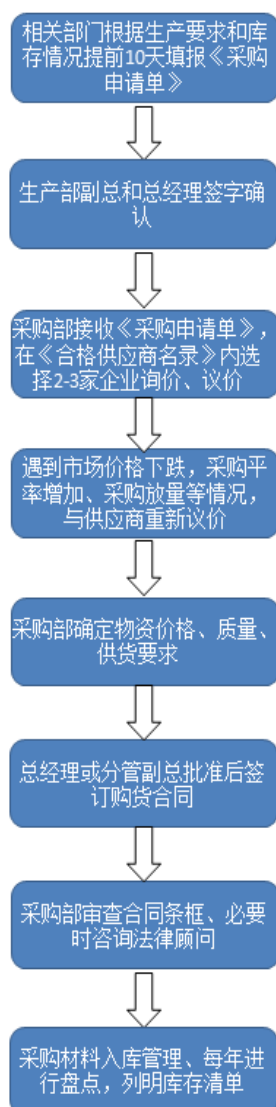 相关部门根据生产要求和库
存情况提前10天填报《采购
申请单》
生产部副总和总经理签字确
认
采购部接收《采购申请单》，
在《合格供应商名录》内选
择2-3家企业询价、议价
遇到市场价格下跌，采购平
率增加、采购放量等情况，
与供应商重新议价
采购部确定物资价格、质量、
供货要求
总经理或分管副总批准后签
订购货合同
采购部审查合同条框、必要
时咨询法律顾问
采购材料入库管理、每年进
行盘点，列明库存清单